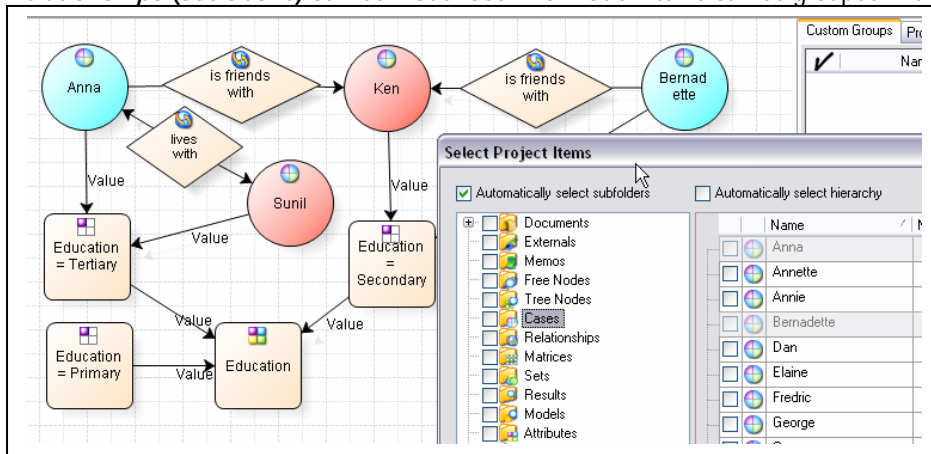 Custom Groups
Anna
is friends
with
Ken
is friends
with
Bernad
ette
lives
with
Select Project Items
Automatically select subfolders
Automatically select hierarchy
Value
Sunil
Value
Value
Education
= Tertiary
Education
=
Secondary
Value
Value
Education
= Primary
Value
Education
Documents
Externals
Memos
Free Nodes
Tree Nodes
Cases
Relationships
Matrices
Sets
Results
Models
Attributes
Name
Anna
Annette
Annie
Bernadette
Dan
Elaine
Fredric
George